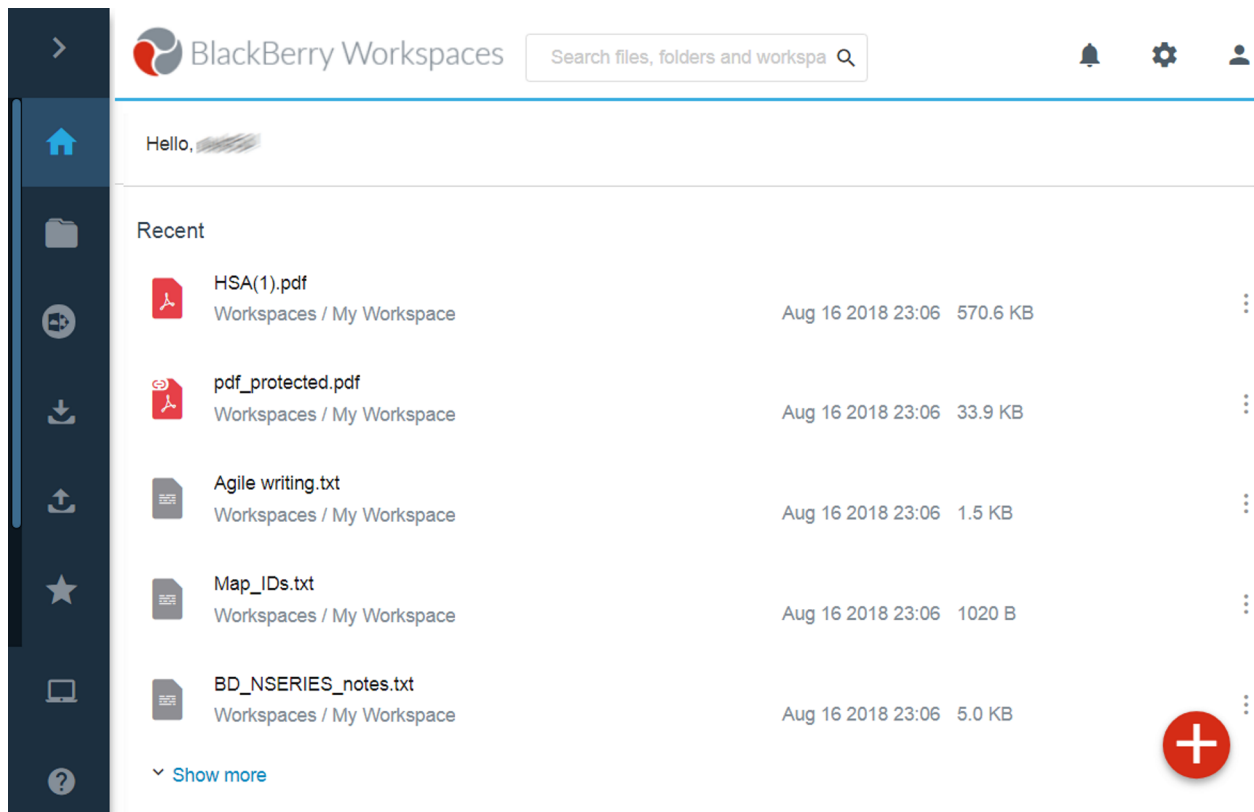 BlackBerry Workspaces
Search files, folders and workspa
Hello,
Recent
HSA(1).pdf
Workspaces / My Workspace
Aug 16 2018 23:06 570.6 KB
pdf_protected.pdf
Workspaces / My Workspace
Aug 16 2018 23:06 33.9 KB
Agile writing.txt
Workspaces / My Workspace
Aug 16 2018 23:06 1.5 KB
Map_IDs.txt
Workspaces / My Workspace
Aug 16 2018 23:06 1020 B
BD_NSERIES_notes.txt
Workspaces / My Workspace
Aug 16 2018 23:06 5.0 KB
Show more